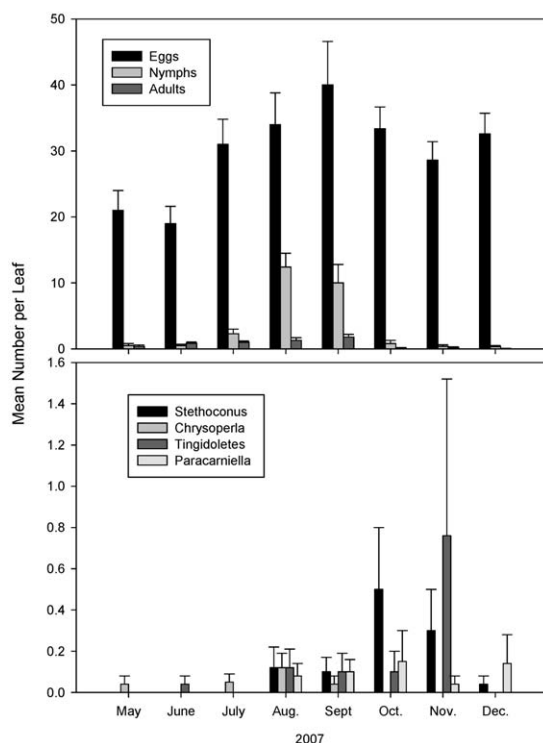 50
40
30
20
10
0
Eggs
Nymphs
Adults
Mean Number per Leaf
1.6
1.4
1.2
1.0
0.8
0.6
0.4
0.2
0.0
Stethoconus
Chrysoperla
Tingidoletes
Paracarniella
May June July Aug. Sept Oct. Nov. Dec.
2007